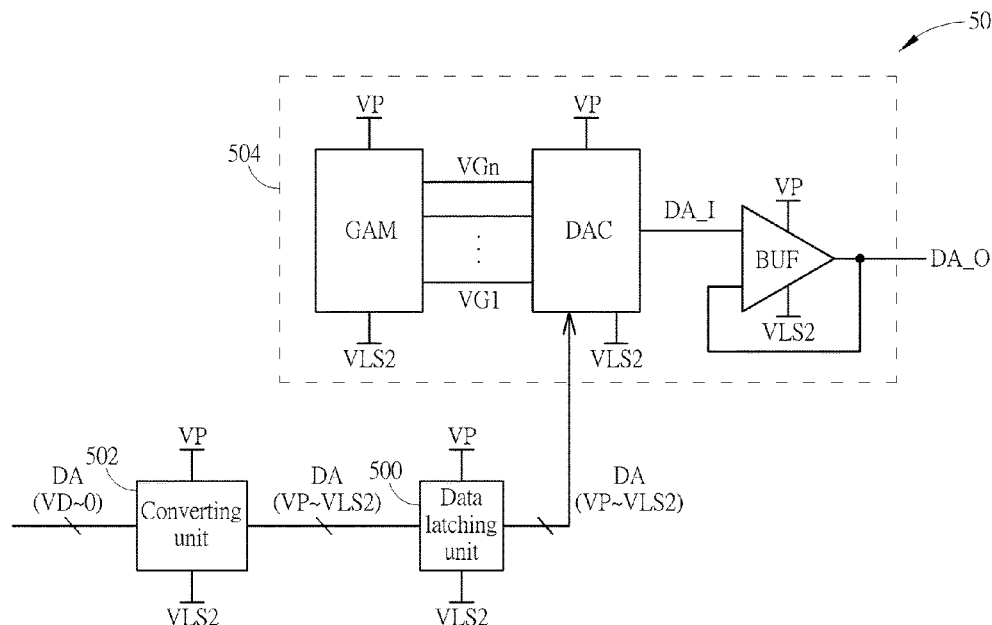 50
VP
VP
504
VGn
VP
GAM
DAC
DA_I
BUF
DA_O
VG1
VLS2
VLS2
VLS2
VP
VP
502
500
DA
(VD~0)
Converting
unit
DA
(VP~VLS2)
Data
latching
unit
DA
(VP~VLS2)
VLS2
VLS2